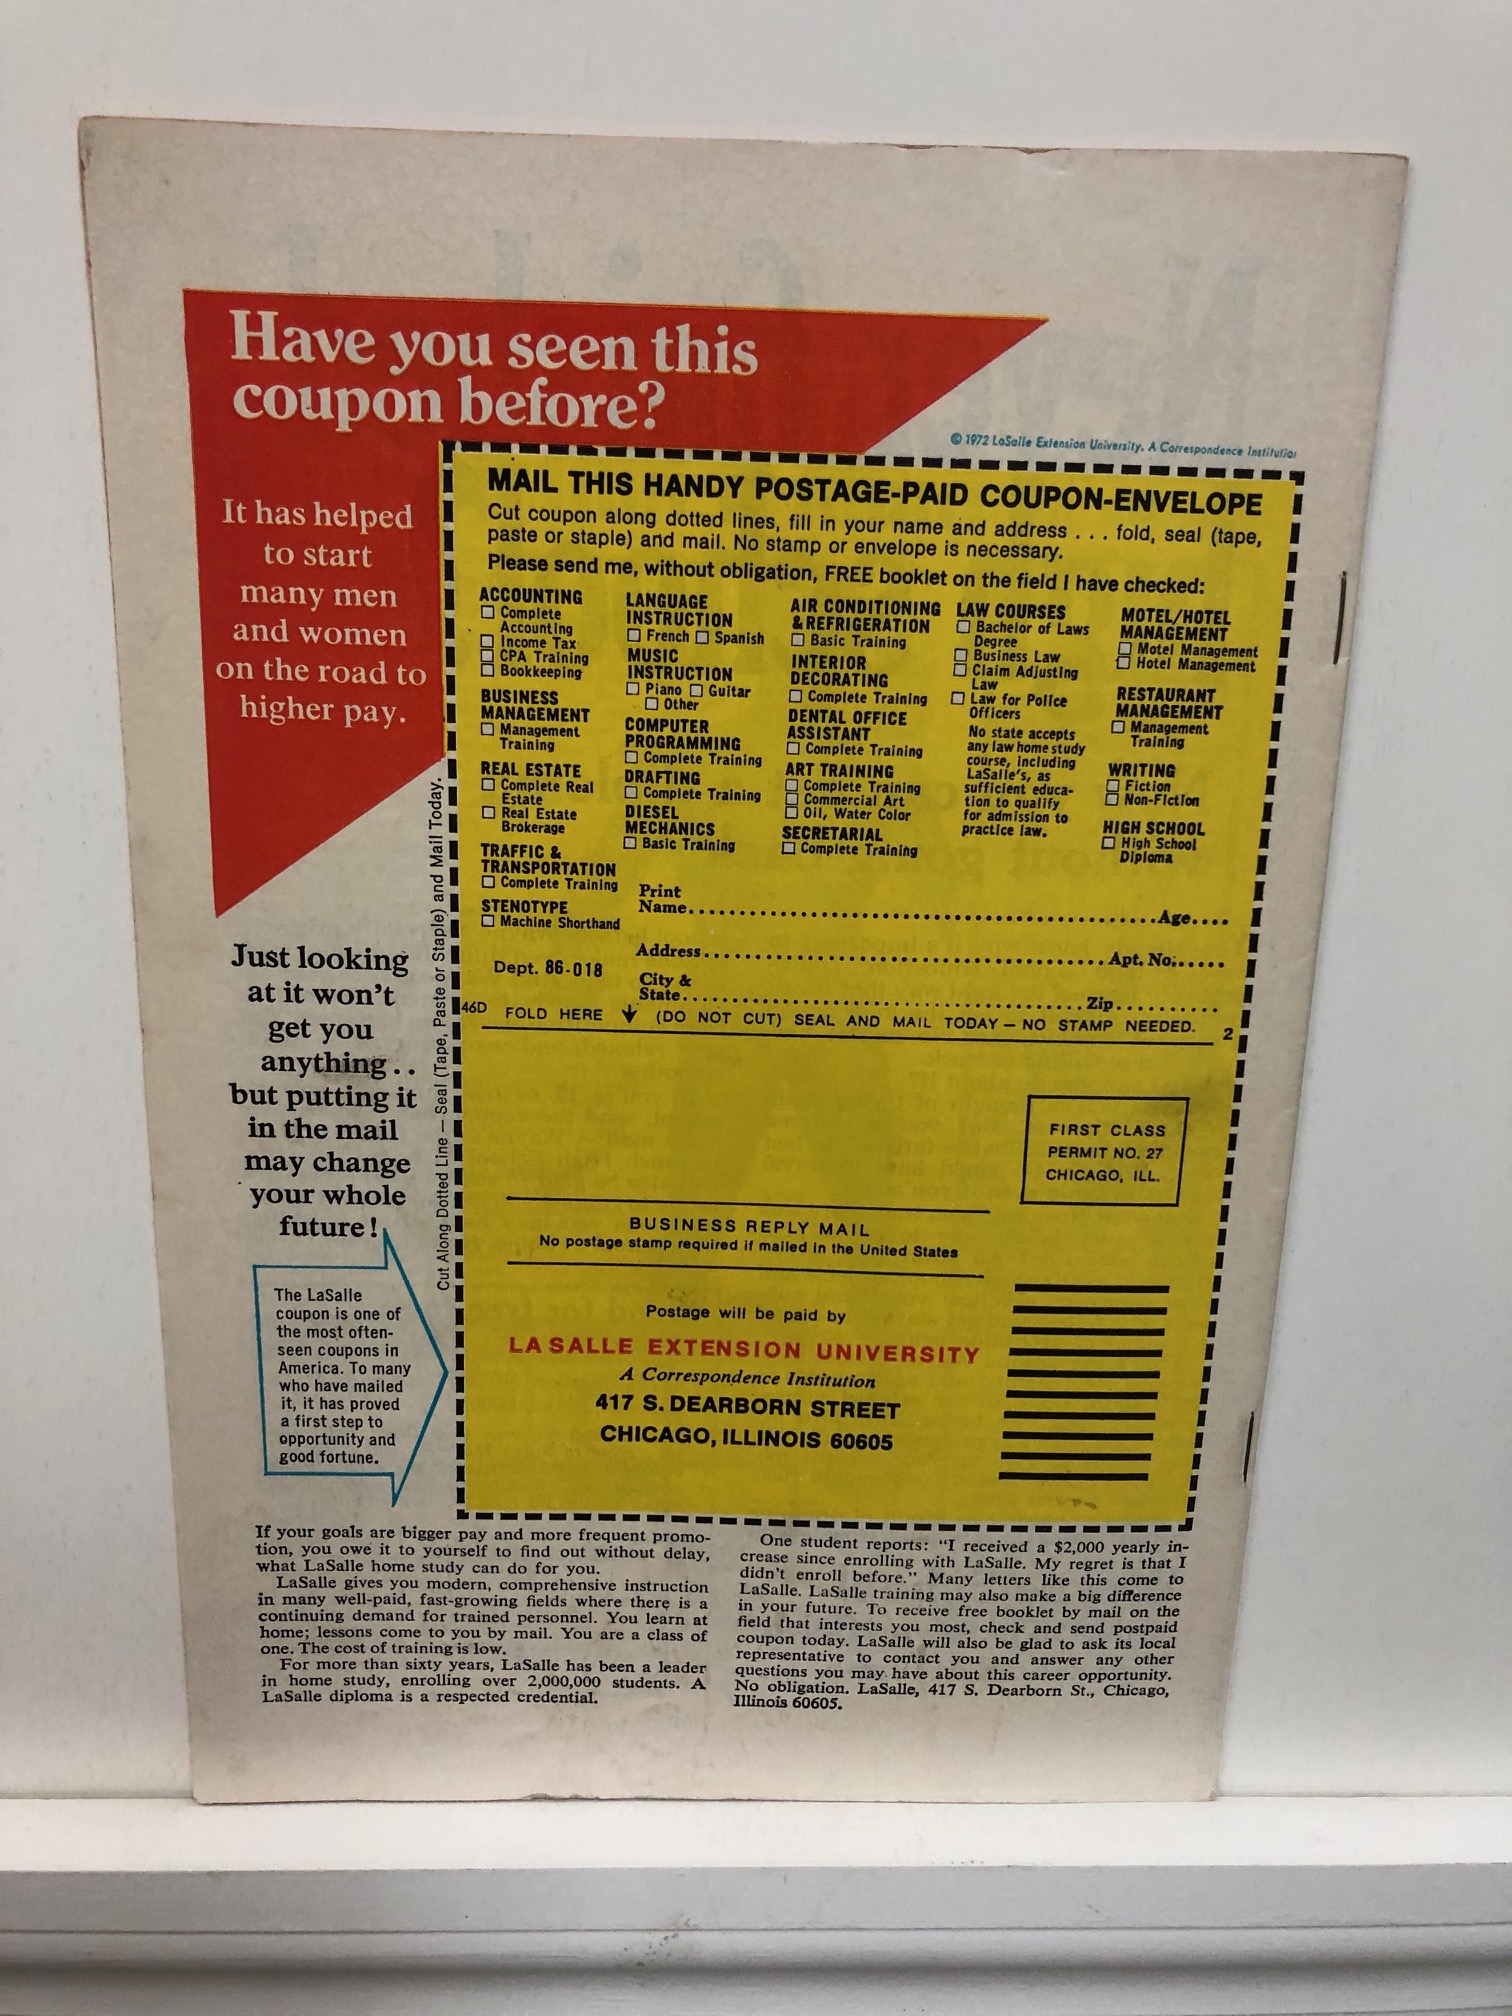 Have you seen this
coupon before?
© 1972 LaSalle Extension University. A Correspondence Institution
It has helped
to start
many men
and women
on the road to
higher pay.
Just looking
at it won't
get you
anything..
but putting it
in the mail
may change
your whole
future!
The LaSalle
coupon is one of
the most often-
seen coupons in
America. To many
who have mailed
it, it has proved
a first step to
opportunity and
good fortune.
Cut Along Dotted Line — Seal (Tape, Paste or Staple) and Mail Today.
MAIL THIS HANDY POSTAGE-PAID COUPON-ENVELOPE
Cut coupon along dotted lines, fill in your name and address . . . fold, seal (tape,
paste or staple) and mail. No stamp or envelope is necessary.
Please send me, without obligation, FREE booklet on the field I have checked:
ACCOUNTING
☐ Complete
Accounting
☐ Income Tax
☐ CPA Training
☐ Bookkeeping
BUSINESS
MANAGEMENT
☐ Management
Training
REAL ESTATE
☐ Complete Real
Estate
☐ Real Estate
Brokerage
TRAFFIC &
TRANSPORTATION
☐ Complete Training
STENOTYPE
☐ Machine Shorthand
LANGUAGE
INSTRUCTION
☐ French ☐ Spanish
MUSIC
INSTRUCTION
☐ Piano ☐ Guitar
☐ Other
COMPUTER
PROGRAMMING
☐ Complete Training
DRAFTING
☐ Complete Training
DIESEL
MECHANICS
☐ Basic Training
AIR CONDITIONING
& REFRIGERATION
☐ Basic Training
INTERIOR
DECORATING
☐ Complete Training
DENTAL OFFICE
ASSISTANT
☐ Complete Training
ART TRAINING
☐ Complete Training
☐ Commercial Art
☐ Oil, Water Color
SECRETARIAL
☐ Complete Training
LAW COURSES
☐ Bachelor of Laws
Degree
☐ Business Law
☐ Claim Adjusting
Law
☐ Law for Police
Officers
No state accepts
any law home study
course, including
LaSalle's, as
sufficient educa-
tion to qualify
for admission to
practice law.
MOTEL/HOTEL
MANAGEMENT
☐ Motel Management
☐ Hotel Management
RESTAURANT
MANAGEMENT
☐ Management
Training
WRITING
☐ Fiction
☐ Non-Fiction
HIGH SCHOOL
☐ High School
Diploma
Print
Name.....Age....
Address.....Apt. No......
Dept. 86-018
City &
State.....Zip..........
46D FOLD HERE ↓ (DO NOT CUT) SEAL AND MAIL TODAY — NO STAMP NEEDED. 2
FIRST CLASS
PERMIT NO. 27
CHICAGO, ILL.
BUSINESS REPLY MAIL
No postage stamp required if mailed in the United States
Postage will be paid by
LA SALLE EXTENSION UNIVERSITY
A Correspondence Institution
417 S. DEARBORN STREET
CHICAGO, ILLINOIS 60605
If your goals are bigger pay and more frequent promo-
tion, you owe it to yourself to find out without delay,
what LaSalle home study can do for you.
LaSalle gives you modern, comprehensive instruction
in many well-paid, fast-growing fields where there is a
continuing demand for trained personnel. You learn at
home; lessons come to you by mail. You are a class of
one. The cost of training is low.
For more than sixty years, LaSalle has been a leader
in home study, enrolling over 2,000,000 students. A
LaSalle diploma is a respected credential.
One student reports: "I received a $2,000 yearly in-
crease since enrolling with LaSalle. My regret is that I
didn't enroll before." Many letters like this come to
LaSalle. LaSalle training may also make a big difference
in your future. To receive free booklet by mail on the
field that interests you most, check and send postpaid
coupon today. LaSalle will also be glad to ask its local
representative to contact you and answer any other
questions you may have about this career opportunity.
No obligation. LaSalle, 417 S. Dearborn St., Chicago,
Illinois 60605.